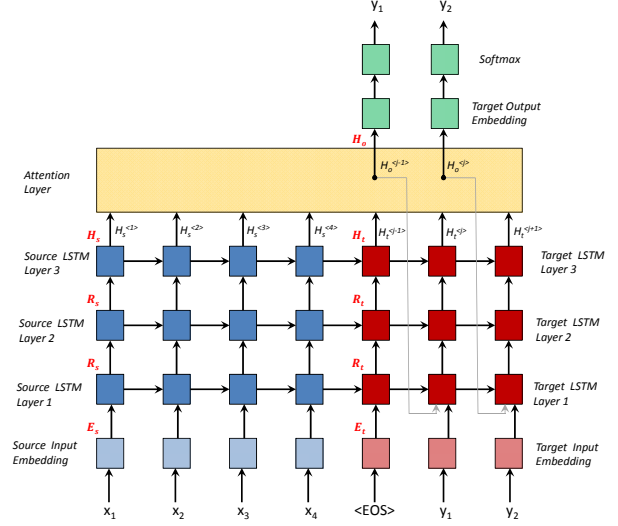 y1 y2
Softmax
Target Output
Embedding
Ho
Ho<j-1> Ho<j>
Attention
Layer
Hs Hs<1> Hs<2> Hs<3> Hs<4> Ht Ht<j-1> Ht<j> Ht<j+1>
Source LSTM
Layer 3
Target LSTM
Layer 3
Rs Rt
Source LSTM
Layer 2
Target LSTM
Layer 2
Rs Rt
Source LSTM
Layer 1
Target LSTM
Layer 1
Es Et
Source Input
Embedding
Target Input
Embedding
x1 x2 x3 x4 <EOS> y1 y2